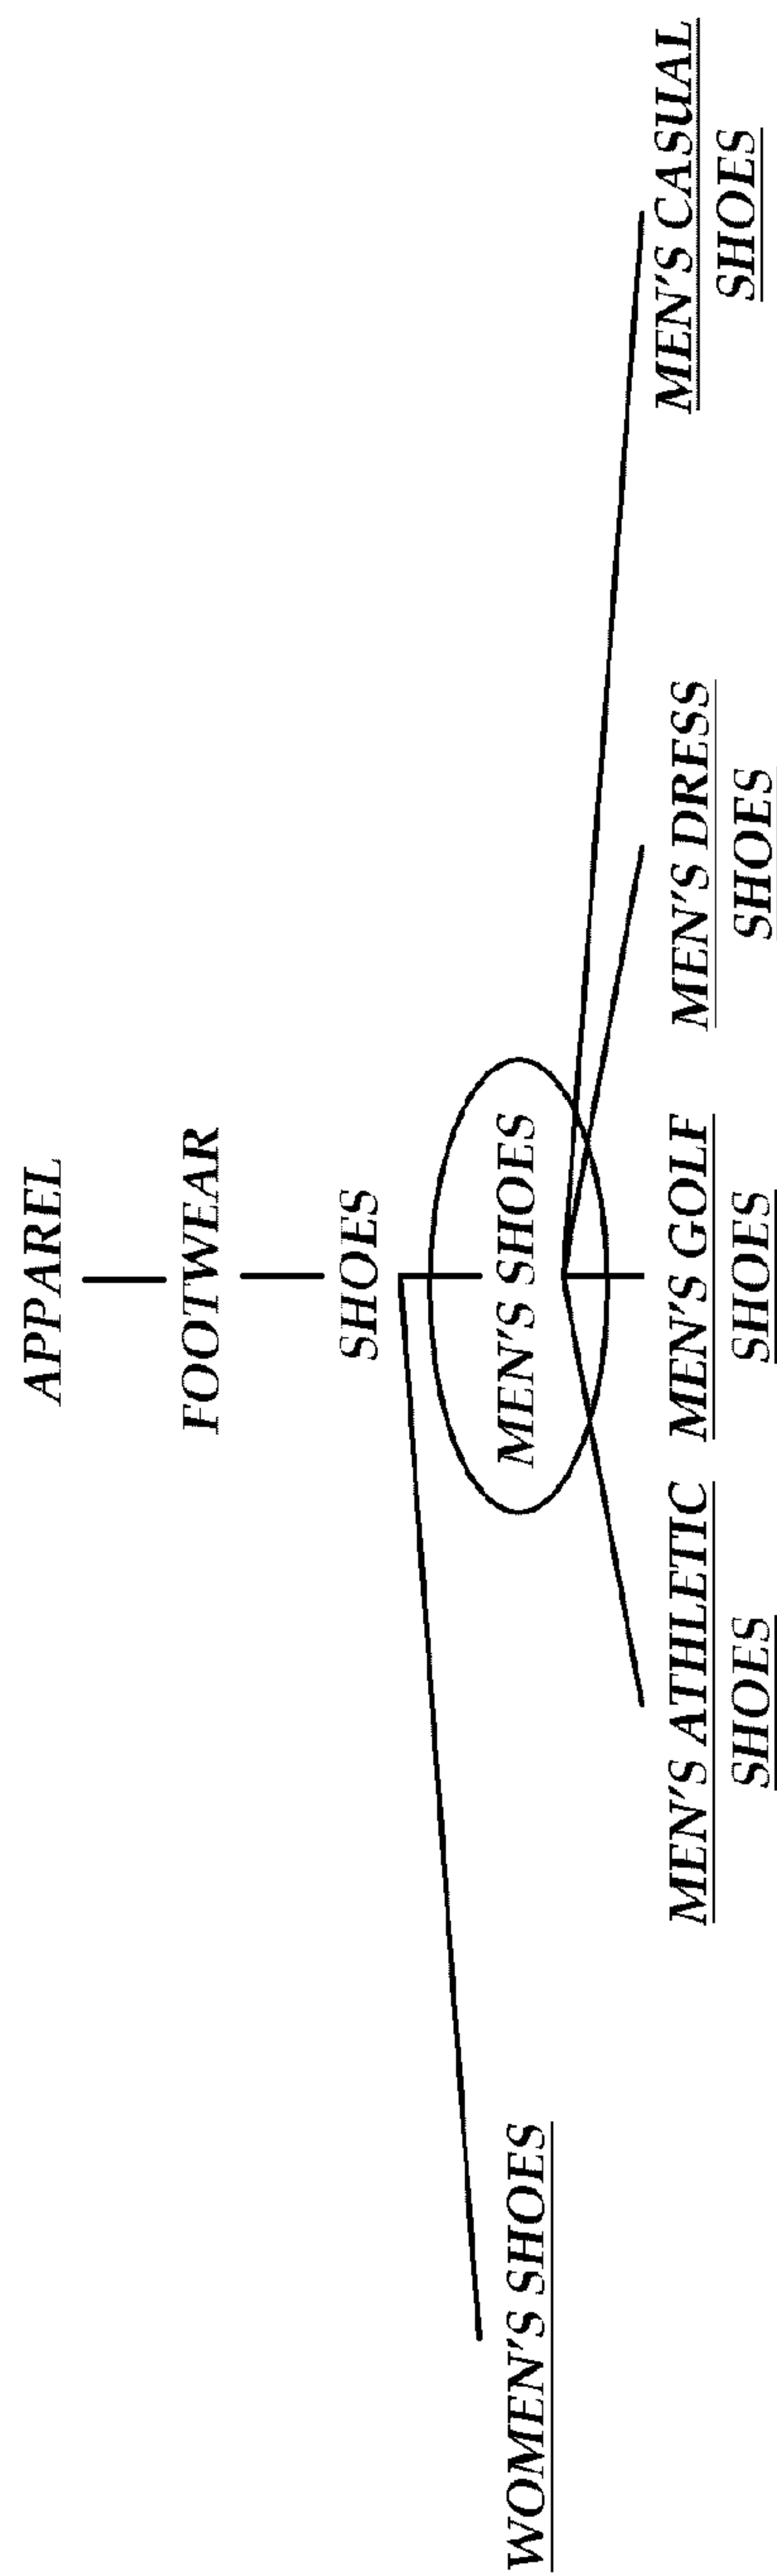 APPAREL
FOOTWEAR
SHOES
WOMEN'S SHOES
MEN'S SHOES
MEN'S ATHLETIC
SHOES
MEN'S GOLF
SHOES
MEN'S DRESS
SHOES
MEN'S CASUAL
SHOES